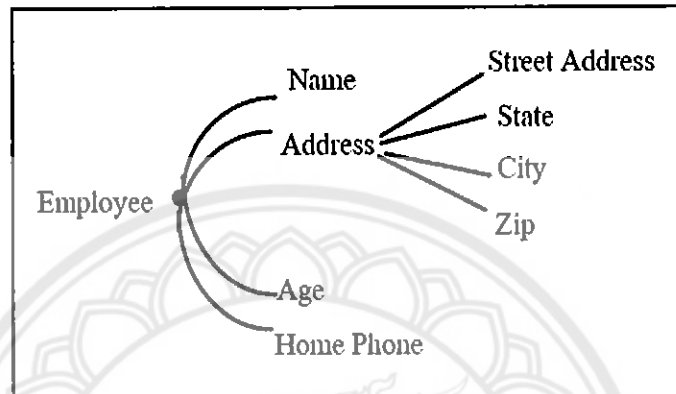 Street Address
Name
State
Address
City
Employee
Zip
Age
Home Phone